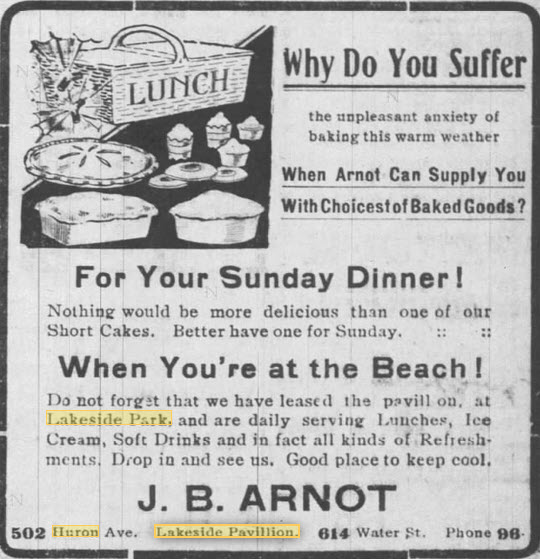 LUNCH
Why Do You Suffer
the unpleasant anxiety of
baking this warm weather
When Arnot Can Supply You
With Choicest of Baked Goods?
For Your Sunday Dinner!
Nothing would be more delicious than one of our
Short Cakes. Better have one for Sunday. :: ::
When You're at the Beach!
Do not forget that we have leased the pavill on, at
Lakeside Park, and are daily serving Lunches, Ice
Cream, Soft Drinks and in fact all kinds of Refresh-
ments. Drop in and see us. Good place to keep cool.
J. B. ARNOT
502 Huron Ave. Lakeside Pavillion. 614 Water St. Phone 96.